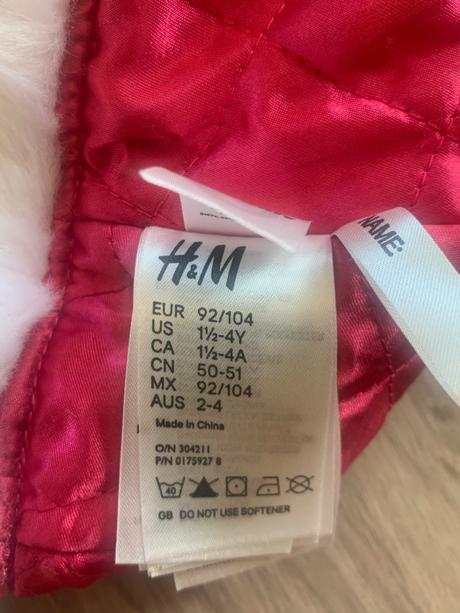 NAME:
H&M
EUR 92/104
US 1½-4Y
CA 1½-4A
CN 50-51
MX 92/104
AUS 2-4
Made in China
O/N 304211
P/N 0175927 8
40
GB DO NOT USE SOFTENER